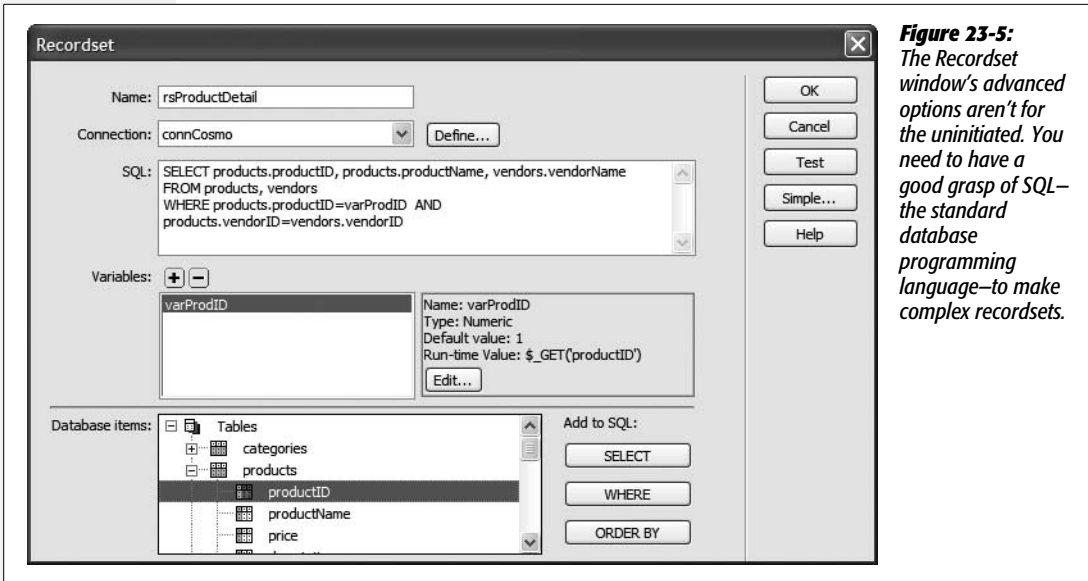 Recordset
Name: rsProductDetail
Connection: connCosmo
Define...
SQL: SELECT products.productID, products.productName, vendors.vendorName
FROM products, vendors
WHERE products.productID=varProdID AND
products.vendorID=vendors.vendorID
Variables: + −
varProdID
Name: varProdID
Type: Numeric
Default value: 1
Run-time Value: $_GET('productID')
Edit...
Database items:
Tables
categories
products
productID
productName
price
Add to SQL:
SELECT
WHERE
ORDER BY
OK
Cancel
Test
Simple...
Help
Figure 23-5:
The Recordset
window's advanced
options aren't for
the uninitiated. You
need to have a
good grasp of SQL—
the standard
database
programming
language—to make
complex recordsets.